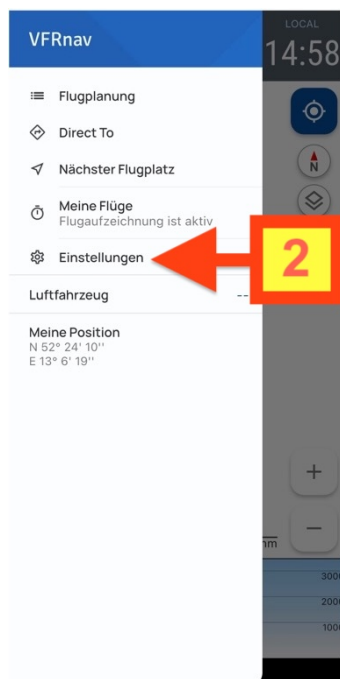 VFRnav
LOCAL
14:58
Flugplanung
Direct To
Nächster Flugplatz
N
Meine Flüge
Flugaufzeichnung ist aktiv
Einstellungen
2
Luftfahrzeug
--
Meine Position
N 52° 24' 10''
E 13° 6' 19''
+
−
nm
3000
2000
1000